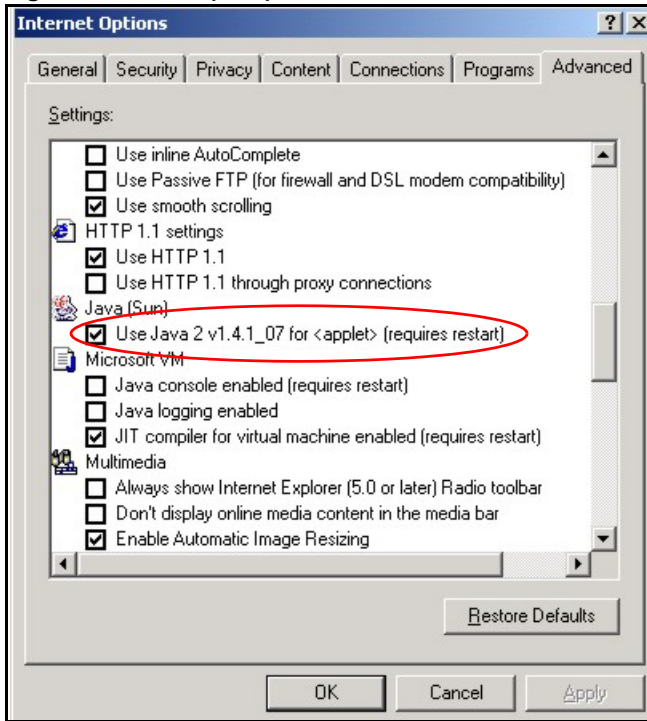 Internet Options
General Security Privacy Content Connections Programs Advanced
Settings:
Use inline AutoComplete
Use Passive FTP (for firewall and DSL modem compatibility)
Use smooth scrolling
HTTP 1.1 settings
Use HTTP 1.1
Use HTTP 1.1 through proxy connections
Java (Sun)
Use Java 2 v1.4.1_07 for <applet> (requires restart)
Microsoft VM
Java console enabled (requires restart)
Java logging enabled
JIT compiler for virtual machine enabled (requires restart)
Multimedia
Always show Internet Explorer (5.0 or later) Radio toolbar
Don't display online media content in the media bar
Enable Automatic Image Resizing
Restore Defaults
OK Cancel Apply